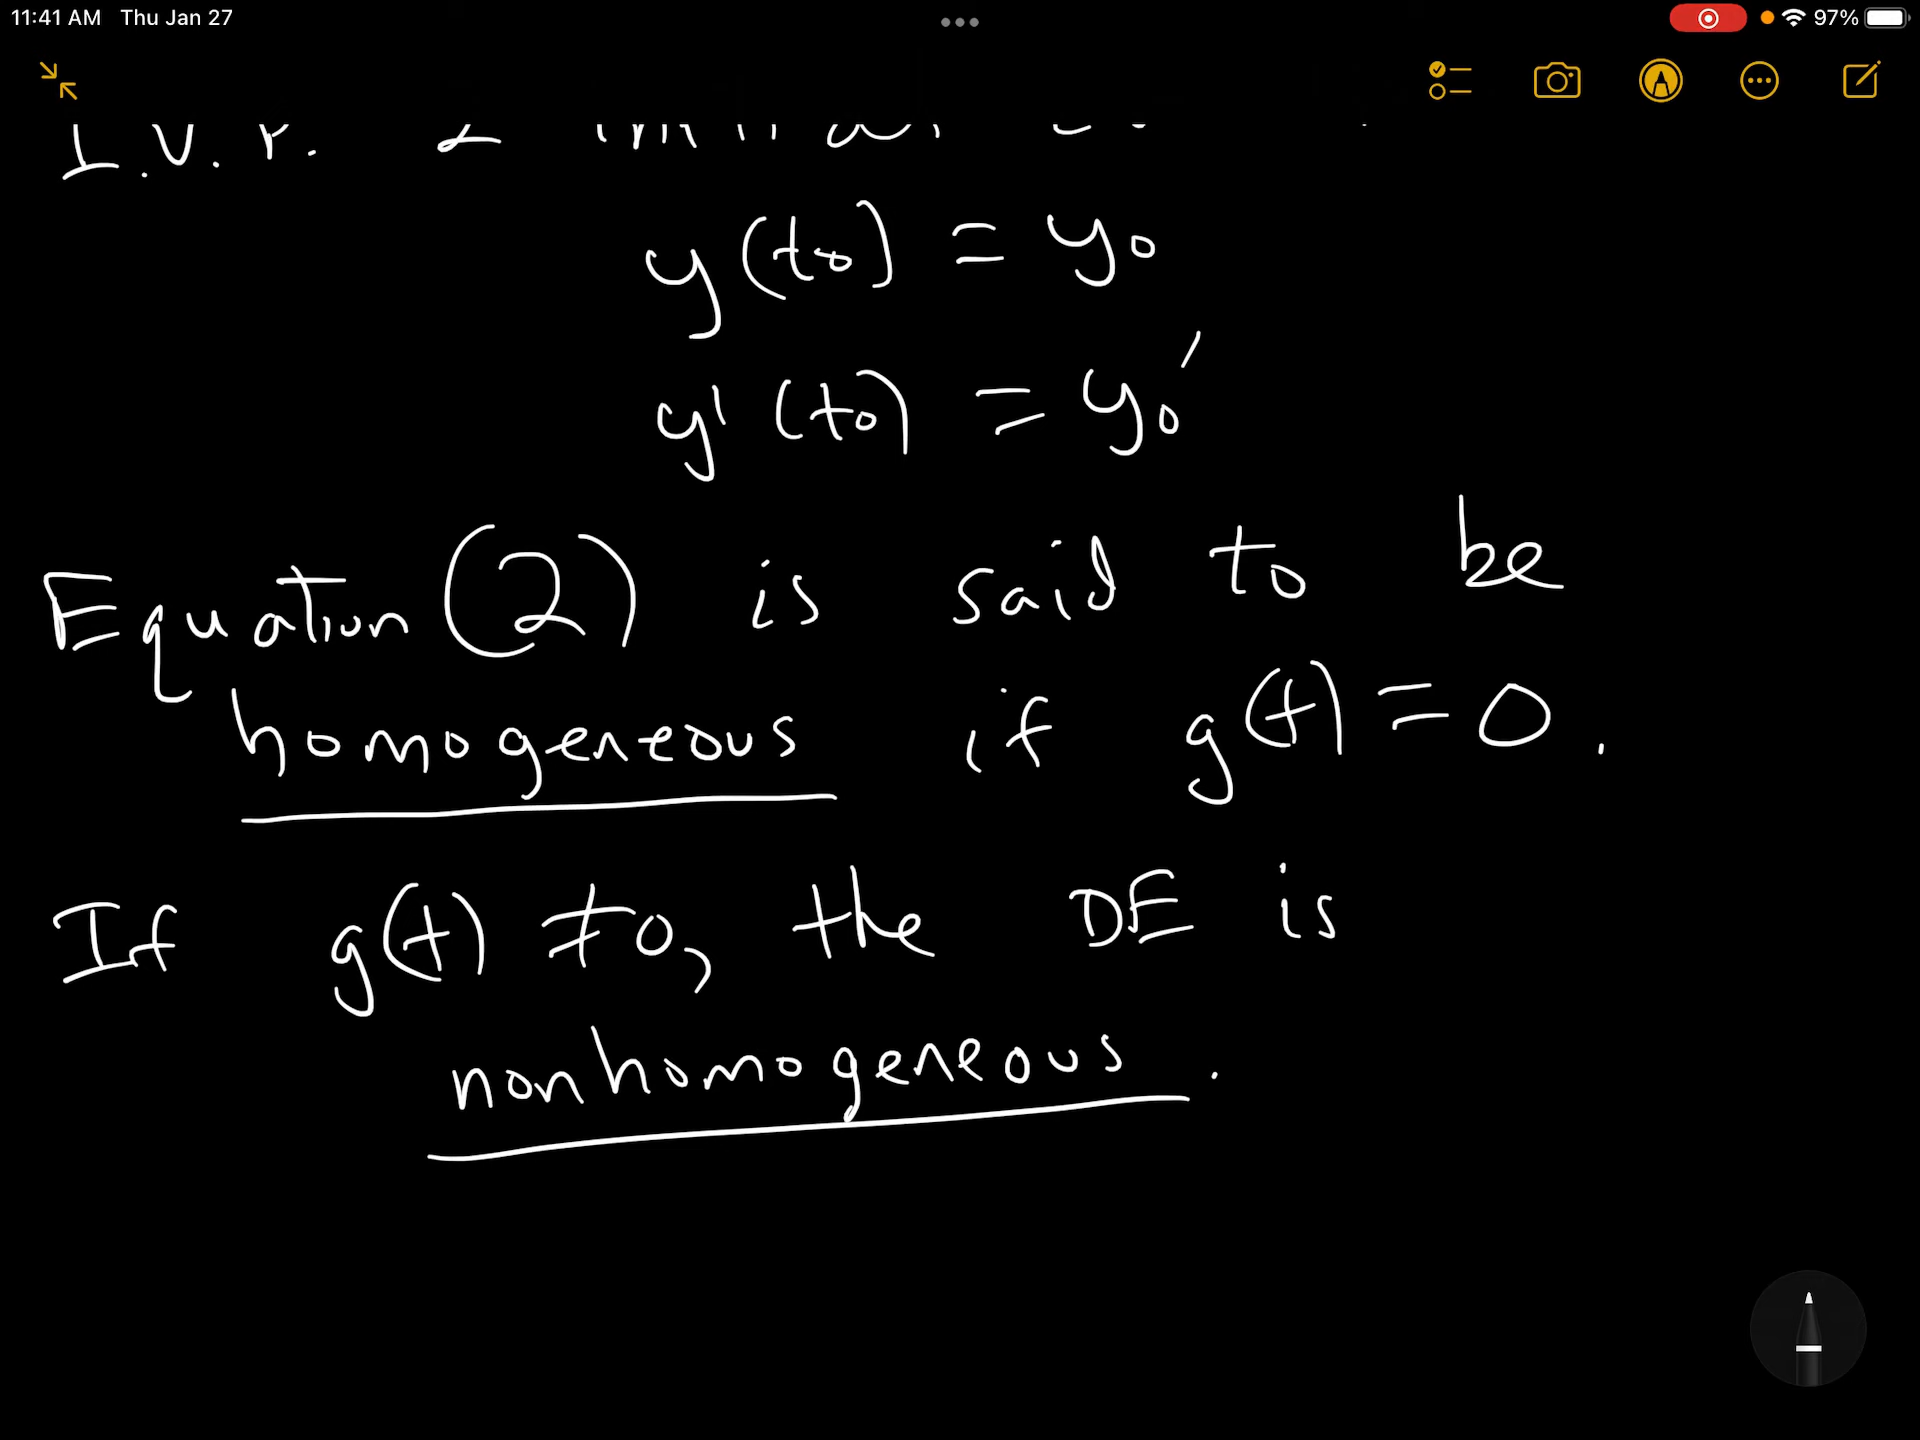 11:41 AM Thu Jan 27
97%
I.V.P. 2
y(t₀) = y₀
y'(t₀) = y₀'
Equation (2) is said to be
homogeneous if g(t) = 0.
If g(t) ≠ 0, the DE is
nonhomogeneous.